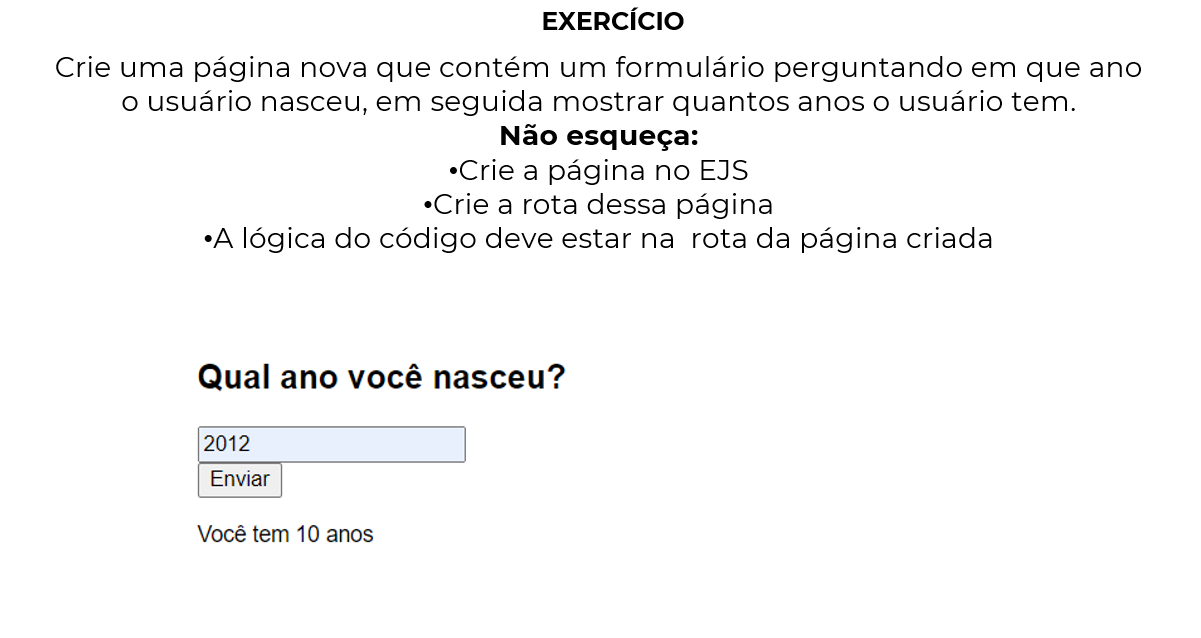 EXERCÍCIO
Crie uma página nova que contém um formulário perguntando em que ano
o usuário nasceu, em seguida mostrar quantos anos o usuário tem.
Não esqueça:
•Crie a página no EJS
•Crie a rota dessa página
•A lógica do código deve estar na  rota da página criada
Qual ano você nasceu?
2012
Enviar
Você tem 10 anos